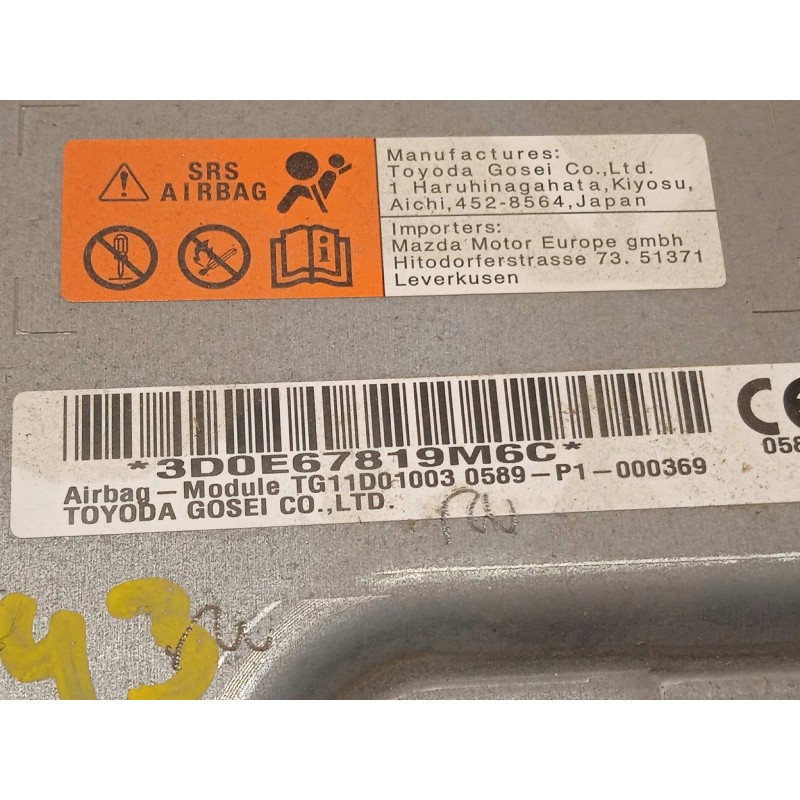 SRS
AIRBAG
Manufactures:
Toyoda Gosei Co.,Ltd.
1 Haruhinagahata,Kiyosu,
Aichi,452-8564,Japan
Importers:
Mazda Motor Europe gmbh
Hitodorferstrasse 73. 51371
Leverkusen
*3D0E67819M6C*
Airbag-Module TG11D01003 0589-P1-000369
TOYODA GOSEI CO.,LTD.
CE
058
43